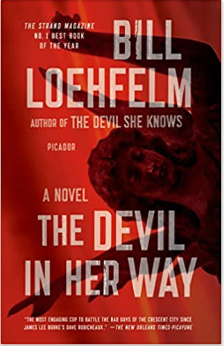 THE STRAND MAGAZINE
NO. 1 BEST BOOK
OF THE YEAR
BILL
LOEHFELM
AUTHOR OF THE DEVIL SHE KNOWS
PICADOR
A NOVEL
THE DEVIL
IN HER WAY
"THE MOST ENGAGING COP TO BATTLE THE BAD GUYS OF THE CRESCENT CITY SINCE
JAMES LEE BURKE'S DAVE ROBICHEAUX." —THE NEW ORLEANS TIMES-PICAYUNE